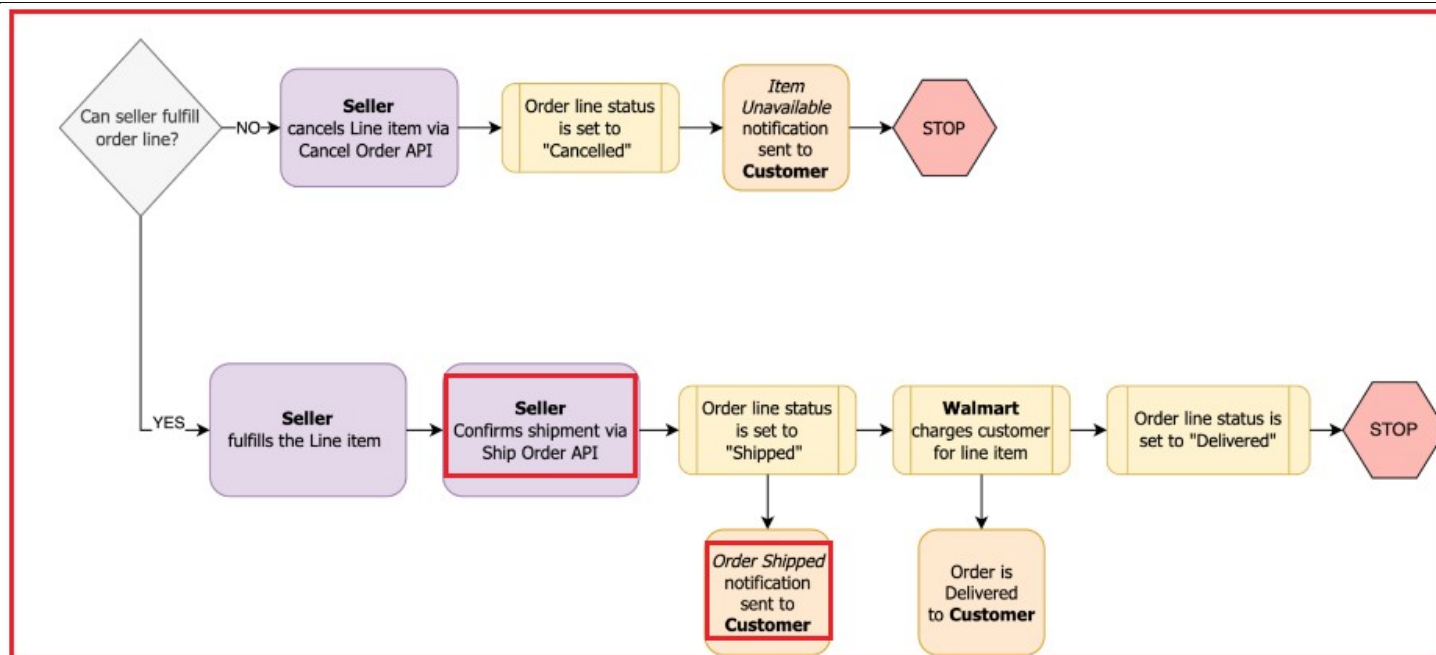 Can seller fulfill
order line?
NO
Seller
cancels Line item via
Cancel Order API
Order line status
is set to
"Cancelled"
Item
Unavailable
notification
sent to
Customer
STOP
YES
Seller
fulfills the Line item
Seller
Confirms shipment via
Ship Order API
Order line status
is set to
"Shipped"
Walmart
charges customer
for line item
Order line status is
set to "Delivered"
STOP
Order Shipped
notification
sent to
Customer
Order is
Delivered
to Customer